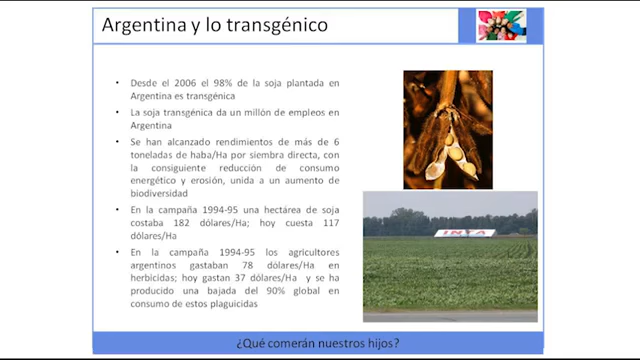 Argentina y lo transgénico
• Desde el 2006 el 98% de la soja plantada en
Argentina es transgénica
• La soja transgénica da un millón de empleos en
Argentina
• Se han alcanzado rendimientos de más de 6
toneladas de haba/Ha por siembra directa, con
la consiguiente reducción de consumo
energético y erosión, unida a un aumento de
biodiversidad
• En la campaña 1994-95 una hectárea de soja
costaba 182 dólares/Ha; hoy cuesta 117
dólares/Ha
• En la campaña 1994-95 los agricultores
argentinos gastaban 78 dólares/Ha en
herbicidas; hoy gastan 37 dólares/Ha y se ha
producido una bajada del 90% global en
consumo de estos plaguicidas
INTA
¿Qué comerán nuestros hijos?